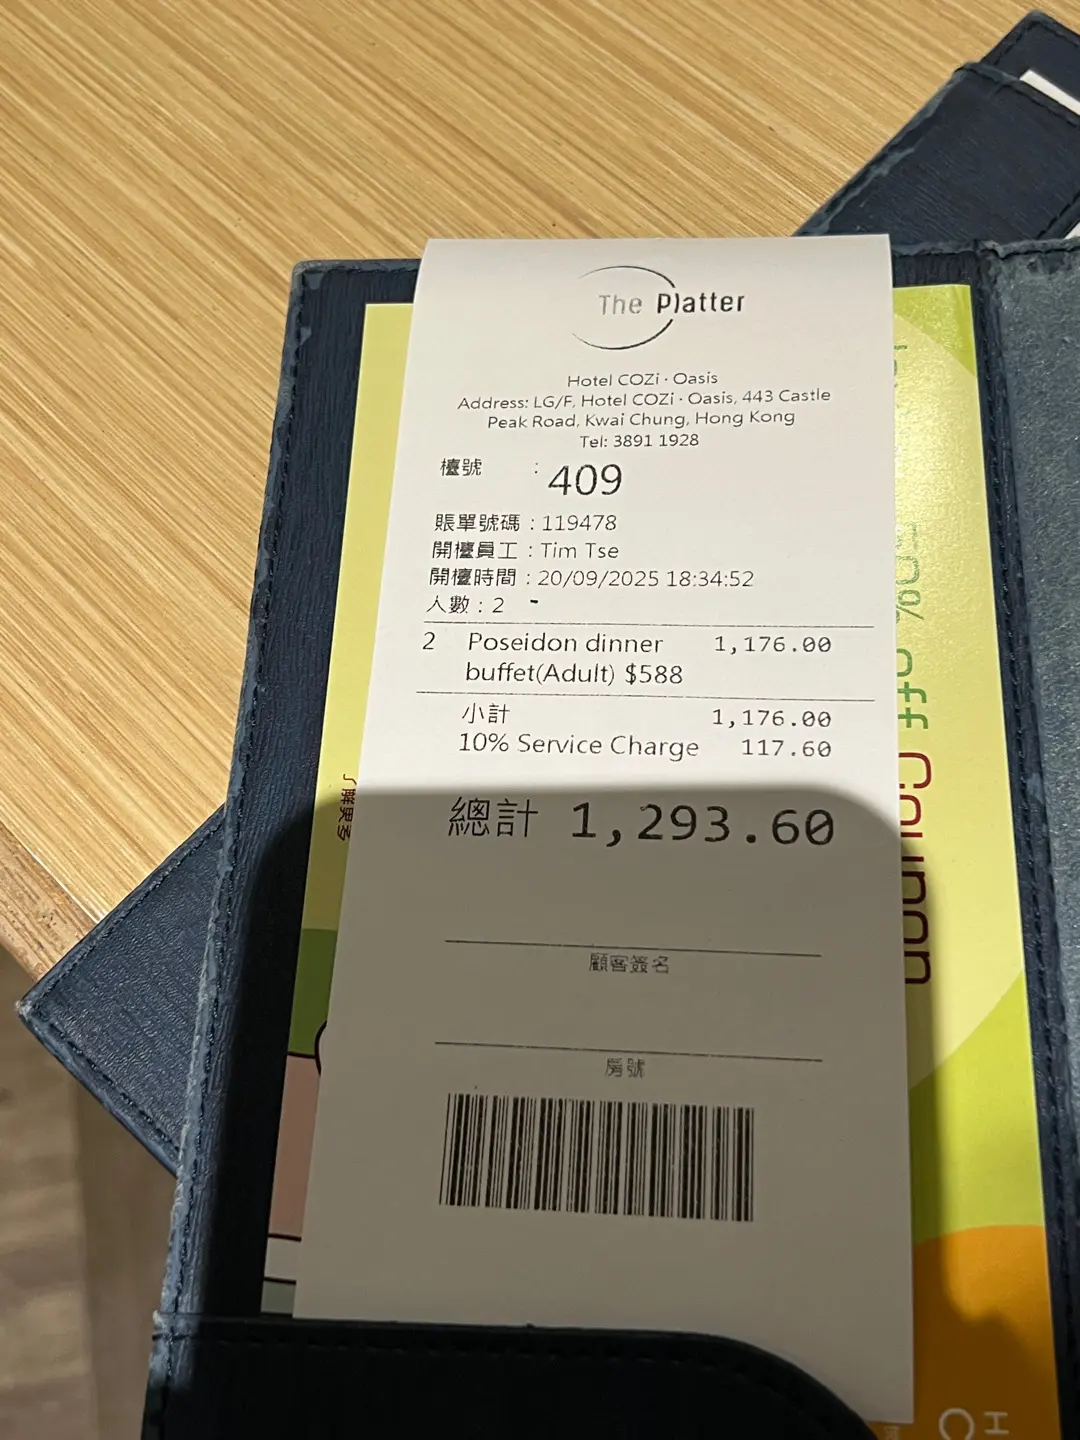 The Platter
Hotel COZi · Oasis
Address: LG/F, Hotel COZi · Oasis, 443 Castle
Peak Road, Kwai Chung, Hong Kong
Tel: 3891 1928
檯號 : 409
賬單號碼 : 119478
開檯員工 : Tim Tse
開檯時間 : 20/09/2025 18:34:52
人數 : 2 -
2 Poseidon dinner 1,176.00
buffet(Adult) $588
小計 1,176.00
10% Service Charge 117.60
總計 1,293.60
顧客簽名
房號
了解更多